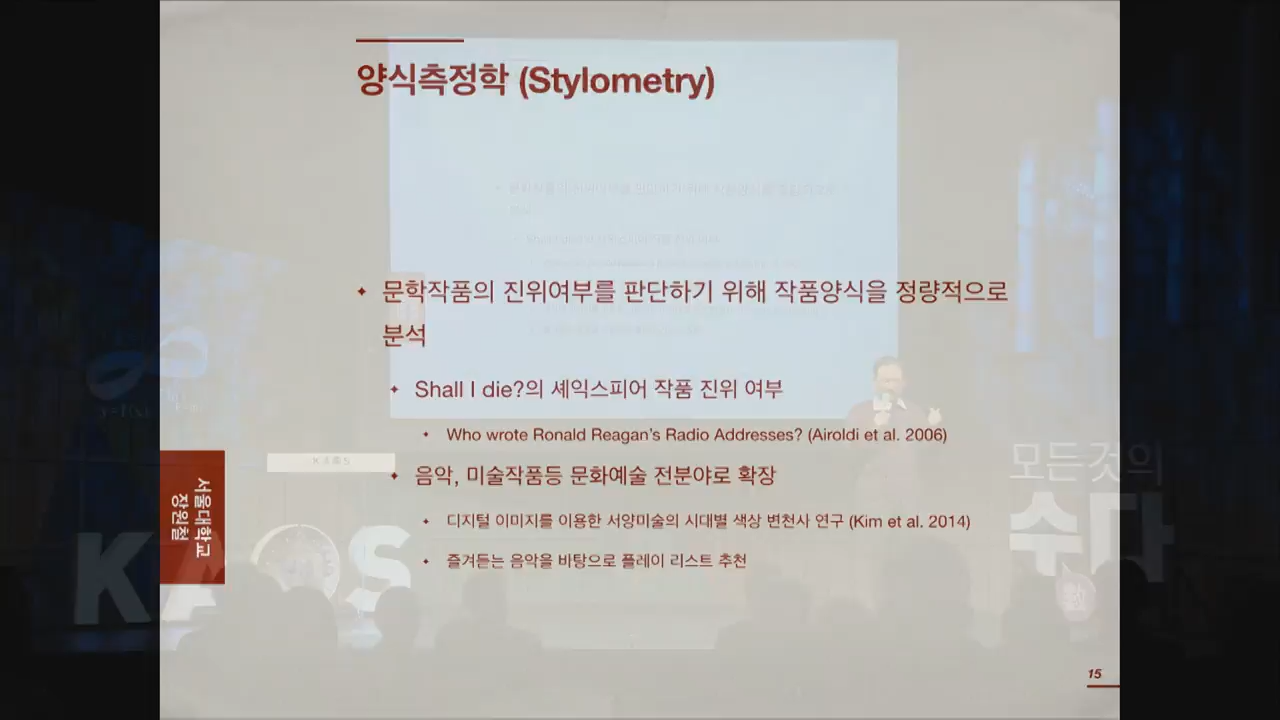 양식측정학 (Stylometry)
문학작품의 진위여부를 판단하기 위해 작품양식을 정량적으로
분석
Shall I die?의 셰익스피어 작품 진위 여부
Who wrote Ronald Reagan's Radio Addresses? (Airoldi et al. 2006)
음악, 미술작품등 문화예술 전분야로 확장
디지털 이미지를 이용한 서양미술의 시대별 색상 변천사 연구 (Kim et al. 2014)
즐겨듣는 음악을 바탕으로 플레이 리스트 추천
서울대학교
장원철
KAOS
KAOS
모든것의
수다
15